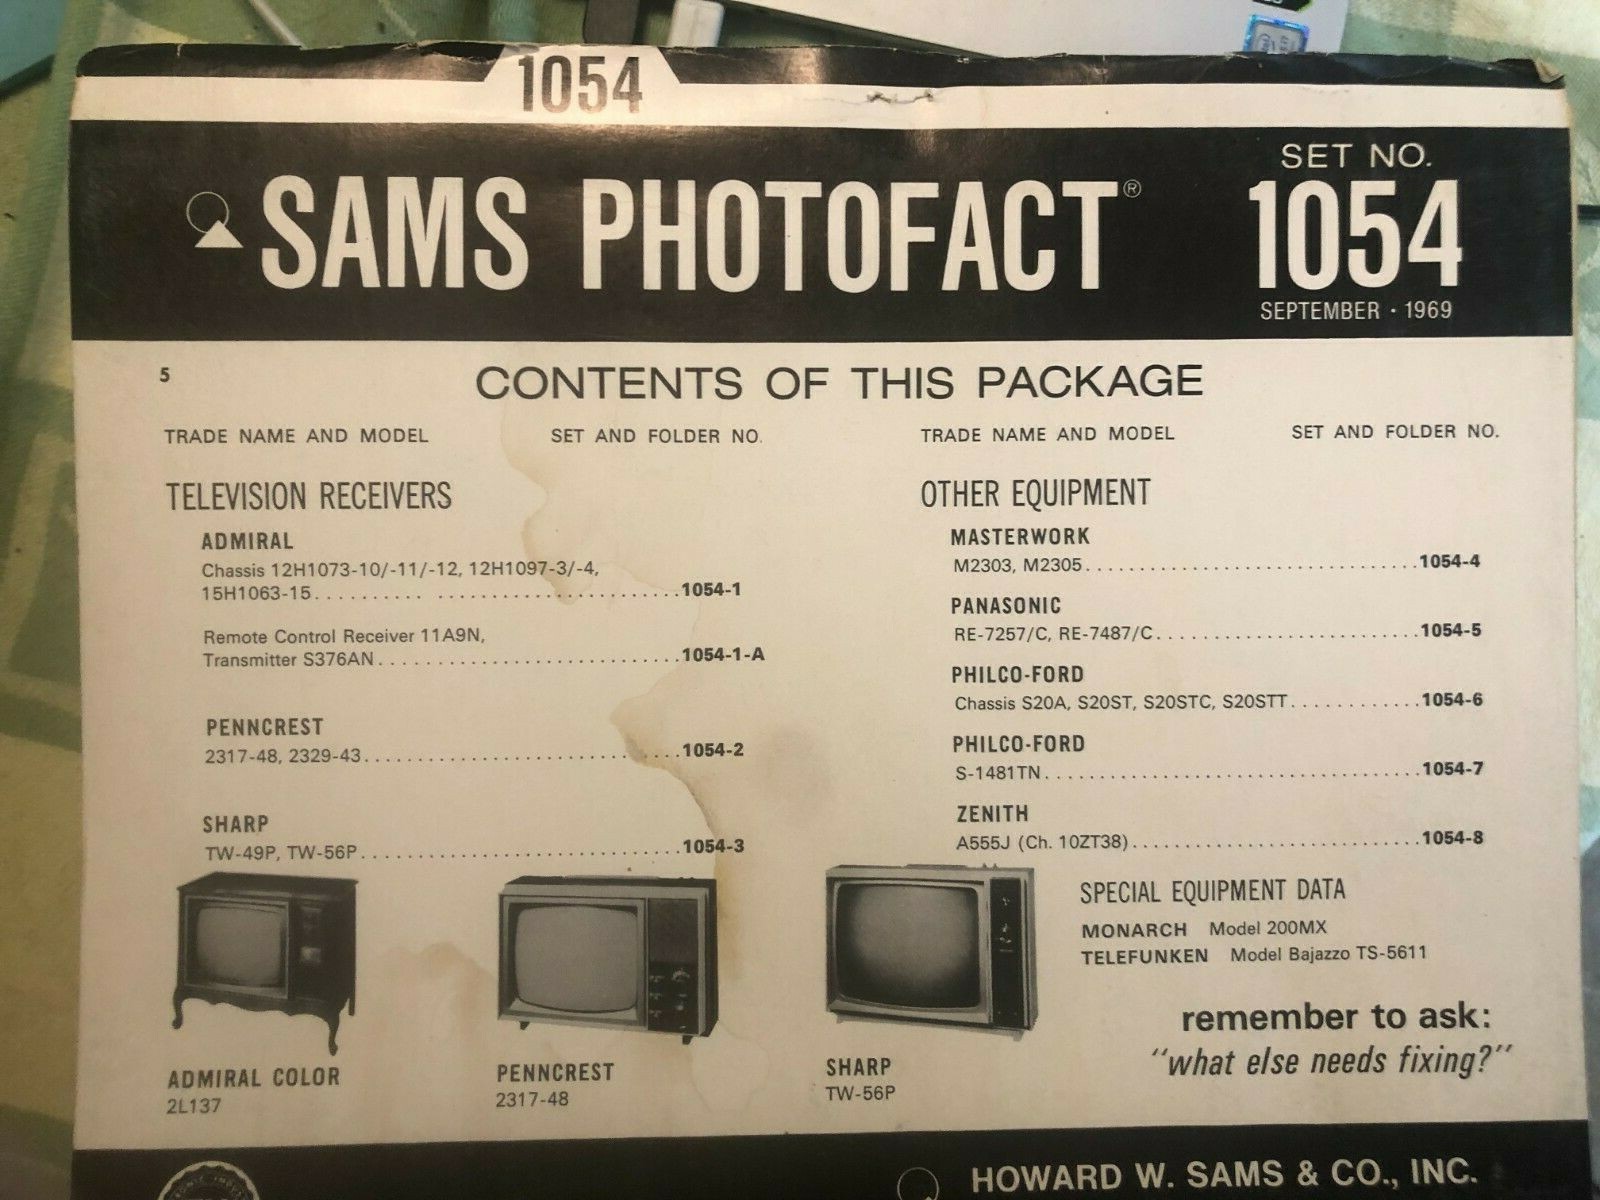 1054
SAMS PHOTOFACT®
SET NO.
1054
SEPTEMBER · 1969
5
CONTENTS OF THIS PACKAGE
TRADE NAME AND MODEL SET AND FOLDER NO.
TELEVISION RECEIVERS
ADMIRAL
Chassis 12H1073-10/-11/-12, 12H1097-3/-4,
15H1063-15.......... ......................1054-1
Remote Control Receiver 11A9N,
Transmitter S376AN............................1054-1-A
PENNCREST
2317-48, 2329-43..............................1054-2
SHARP
TW-49P, TW-56P..............................1054-3
TRADE NAME AND MODEL SET AND FOLDER NO.
OTHER EQUIPMENT
MASTERWORK
M2303, M2305...............................1054-4
PANASONIC
RE-7257/C, RE-7487/C.........................1054-5
PHILCO-FORD
Chassis S20A, S20ST, S20STC, S20STT............1054-6
PHILCO-FORD
S-1481TN...................................1054-7
ZENITH
A555J (Ch. 10ZT38)...........................1054-8
SPECIAL EQUIPMENT DATA
MONARCH Model 200MX
TELEFUNKEN Model Bajazzo TS-5611
remember to ask:
"what else needs fixing?"
ADMIRAL COLOR
2L137
PENNCREST
2317-48
SHARP
TW-56P
HOWARD W. SAMS & CO., INC.